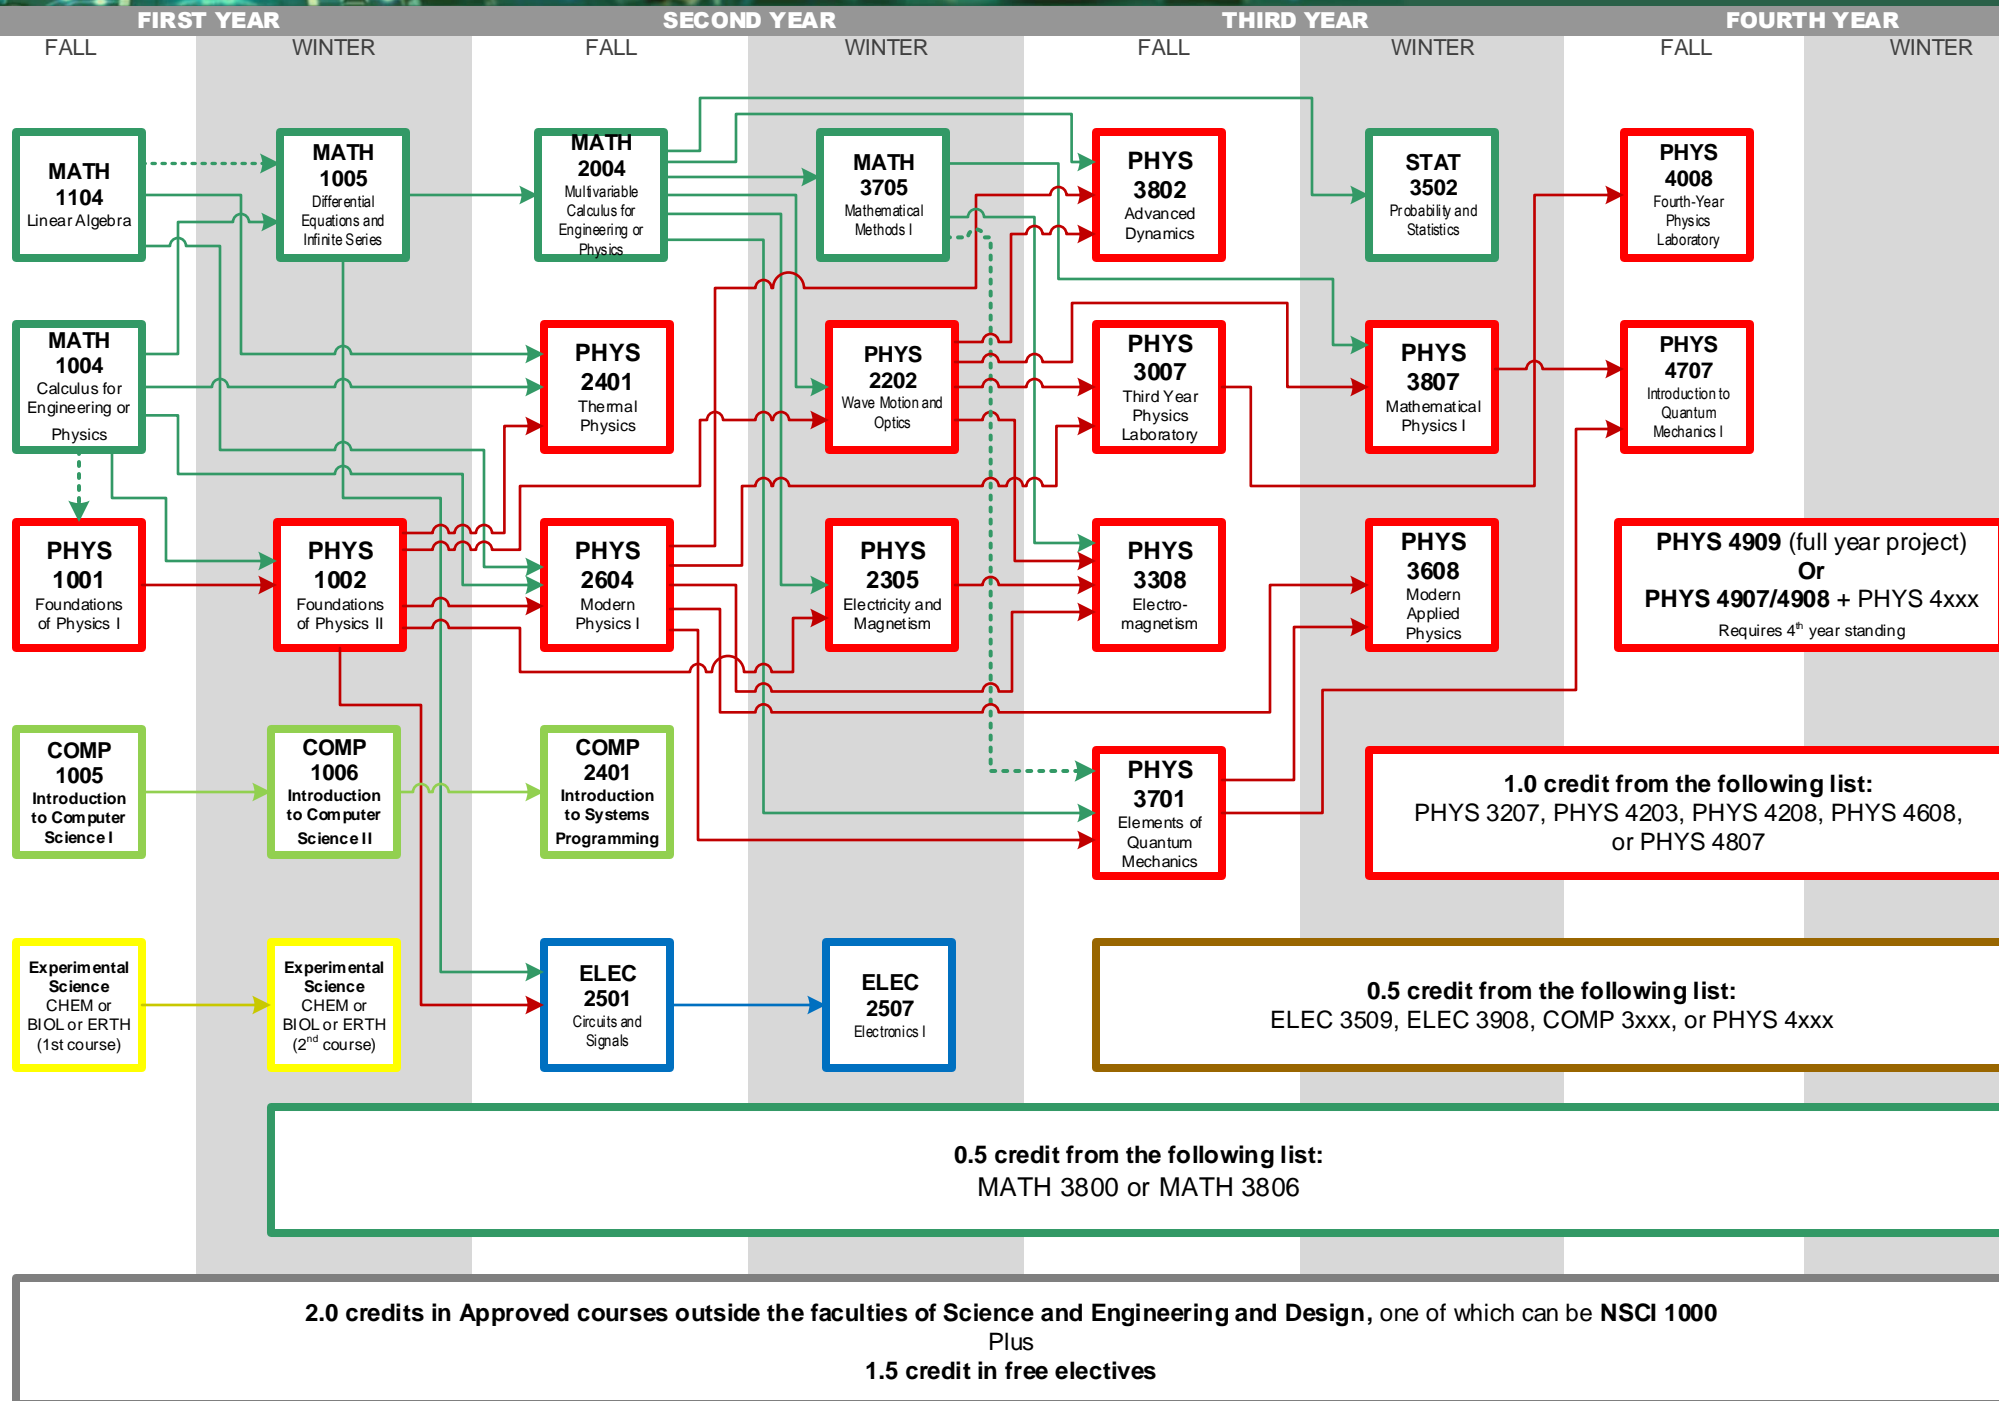 FIRST YEAR
SECOND YEAR
THIRD YEAR
FOURTH YEAR
FALL
WINTER
FALL
WINTER
FALL
WINTER
FALL
WINTER
MATH
1104
Linear Algebra
MATH
1005
Differential
Equations and
Infinite Series
MATH
2004
Multivariable
Calculus for
Engineering or
Physics
MATH
3705
Mathematical
Methods I
PHYS
3802
Advanced
Dynamics
STAT
3502
Probability and
Statistics
PHYS
4008
Fourth-Year
Physics
Laboratory
MATH
1004
Calculus for
Engineering or
Physics
PHYS
2401
Thermal
Physics
PHYS
2202
Wave Motion and
Optics
PHYS
3007
Third Year
Physics
Laboratory
PHYS
3807
Mathematical
Physics I
PHYS
4707
Introduction to
Quantum
Mechanics I
PHYS
1001
Foundations
of Physics I
PHYS
1002
Foundations
of Physics II
PHYS
2604
Modern
Physics I
PHYS
2305
Electricity and
Magnetism
PHYS
3308
Electro-
magnetism
PHYS
3608
Modern
Applied
Physics
PHYS 4909 (full year project)
Or
PHYS 4907/4908 + PHYS 4xxx
Requires 4th year standing
COMP
1005
Introduction
to Computer
Science I
COMP
1006
Introduction
to Computer
Science II
COMP
2401
Introduction
to Systems
Programming
PHYS
3701
Elements of
Quantum
Mechanics
1.0 credit from the following list:
PHYS 3207, PHYS 4203, PHYS 4208, PHYS 4608,
or PHYS 4807
Experimental
Science
CHEM or
BIOL or ERTH
(1st course)
Experimental
Science
CHEM or
BIOL or ERTH
(2nd course)
ELEC
2501
Circuits and
Signals
ELEC
2507
Electronics I
0.5 credit from the following list:
ELEC 3509, ELEC 3908, COMP 3xxx, or PHYS 4xxx
0.5 credit from the following list:
MATH 3800 or MATH 3806
2.0 credits in Approved courses outside the faculties of Science and Engineering and Design, one of which can be NSCI 1000
Plus
1.5 credit in free electives